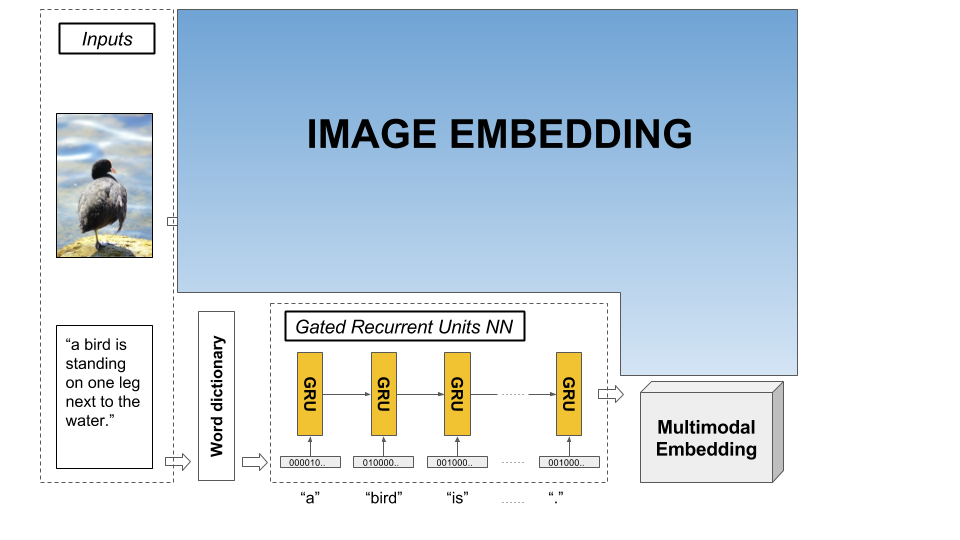 Inputs
IMAGE EMBEDDING
“a bird is
standing
on one leg
next to the
water.”
Word dictionary
Gated Recurrent Units NN
GRU
GRU
GRU
......
GRU
000010..
010000..
001000..
......
001000..
“a”
“bird”
“is”
......
“.”
Multimodal
Embedding